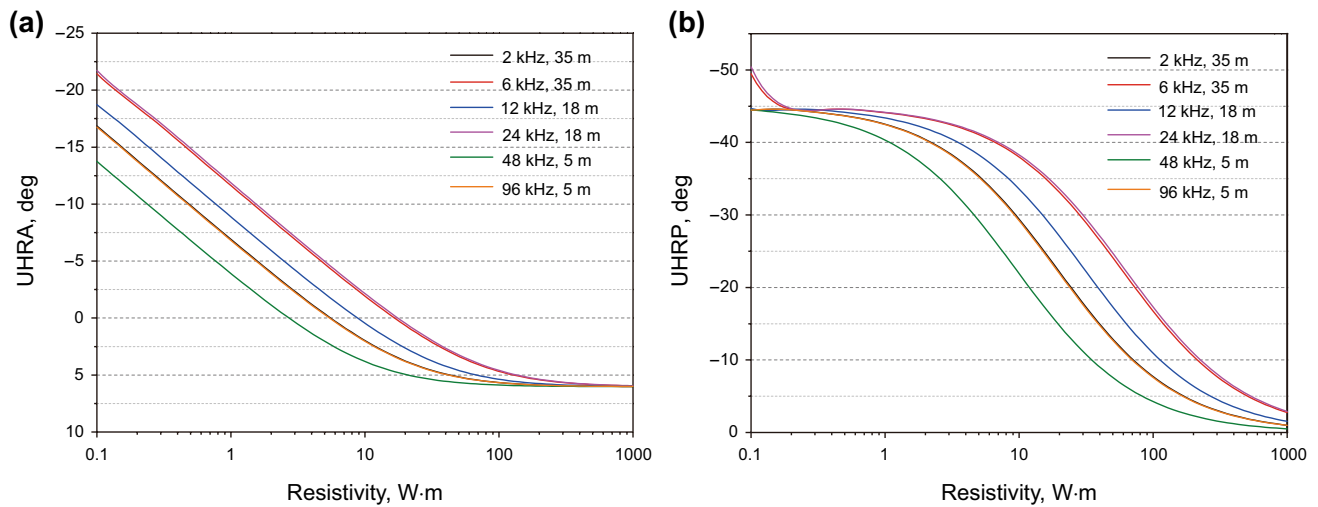 (a)
−25
−20
−15
−10
−5
0
5
10
UHRA, deg
2 kHz, 35 m
6 kHz, 35 m
12 kHz, 18 m
24 kHz, 18 m
48 kHz, 5 m
96 kHz, 5 m
0.1
1
10
100
1000
Resistivity, W·m
(b)
−50
−40
−30
−20
−10
0
UHRP, deg
2 kHz, 35 m
6 kHz, 35 m
12 kHz, 18 m
24 kHz, 18 m
48 kHz, 5 m
96 kHz, 5 m
0.1
1
10
100
1000
Resistivity, W·m